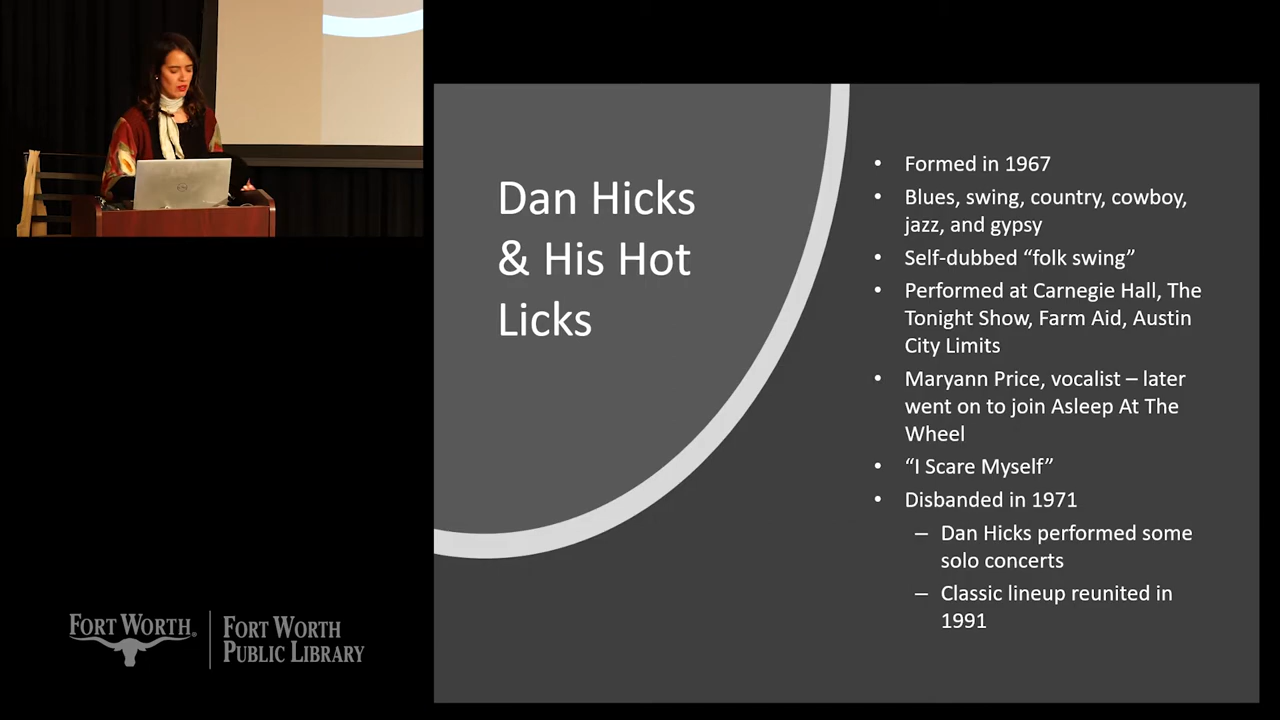 Dan Hicks
& His Hot
Licks
• Formed in 1967
• Blues, swing, country, cowboy,
jazz, and gypsy
• Self-dubbed “folk swing”
• Performed at Carnegie Hall, The
Tonight Show, Farm Aid, Austin
City Limits
• Maryann Price, vocalist – later
went on to join Asleep At The
Wheel
• “I Scare Myself”
• Disbanded in 1971
– Dan Hicks performed some
solo concerts
– Classic lineup reunited in
1991
FORT WORTH®
FORT WORTH
PUBLIC LIBRARY